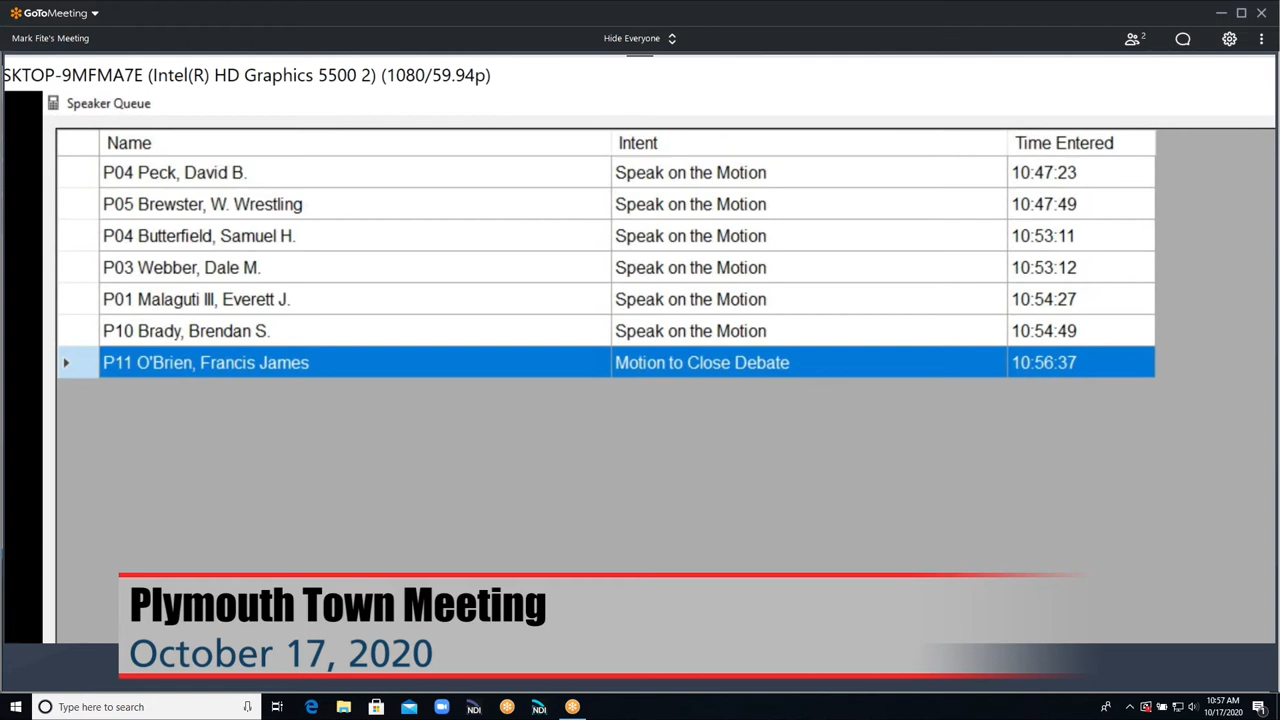 GoToMeeting
Mark Fite's Meeting
Hide Everyone
2
SKTOP-9MFMA7E (Intel(R) HD Graphics 5500 2) (1080/59.94p)
Speaker Queue
Name Intent Time Entered
P04 Peck, David B. Speak on the Motion 10:47:23
P05 Brewster, W. Wrestling Speak on the Motion 10:47:49
P04 Butterfield, Samuel H. Speak on the Motion 10:53:11
P03 Webber, Dale M. Speak on the Motion 10:53:12
P01 Malaguti III, Everett J. Speak on the Motion 10:54:27
P10 Brady, Brendan S. Speak on the Motion 10:54:49
P11 O'Brien, Francis James Motion to Close Debate 10:56:37
Plymouth Town Meeting
October 17, 2020
Type here to search
NDI
NDI
10:57 AM
10/17/2020
1